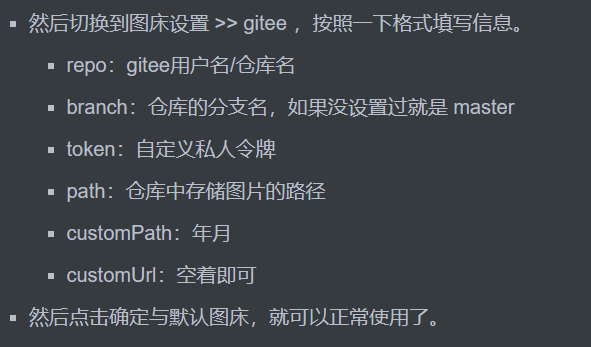 然后切换到图床设置 >> gitee ，按照一下格式填写信息。
repo：gitee用户名/仓库名
branch：仓库的分支名，如果没设置过就是 master
token：自定义私人令牌
path：仓库中存储图片的路径
customPath：年月
customUrl：空着即可
然后点击确定与默认图床，就可以正常使用了。